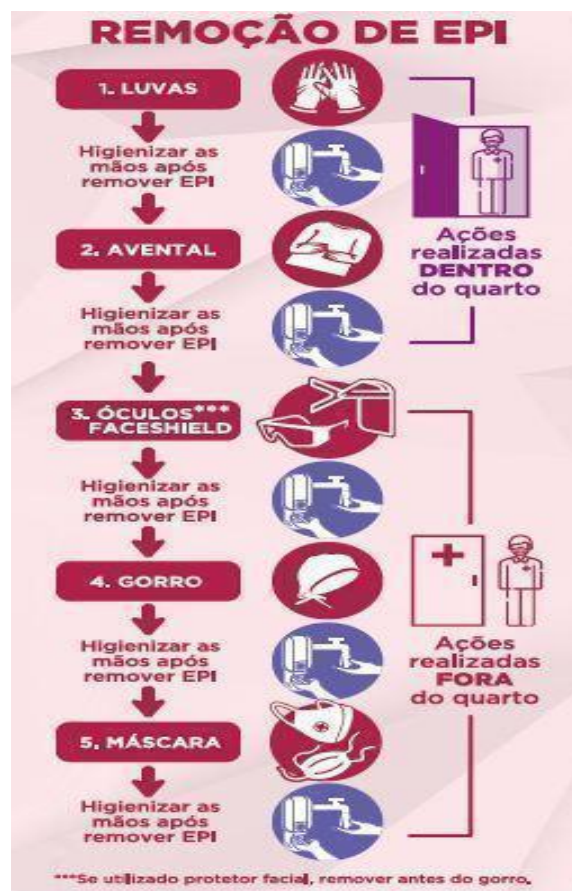 REMOÇÃO DE EPI
1. LUVAS
Higienizar as
mãos após
remover EPI
2. AVENTAL
Higienizar as
mãos após
remover EPI
Ações
realizadas
DENTRO
do quarto
3. ÓCULOS***
FACESHIELD
Higienizar as
mãos após
remover EPI
4. GORRO
Higienizar as
mãos após
remover EPI
5. MÁSCARA
Higienizar as
mãos após
remover EPI
Ações
realizadas
FORA
do quarto
***Se utilizado protetor facial, remover antes do gorro.